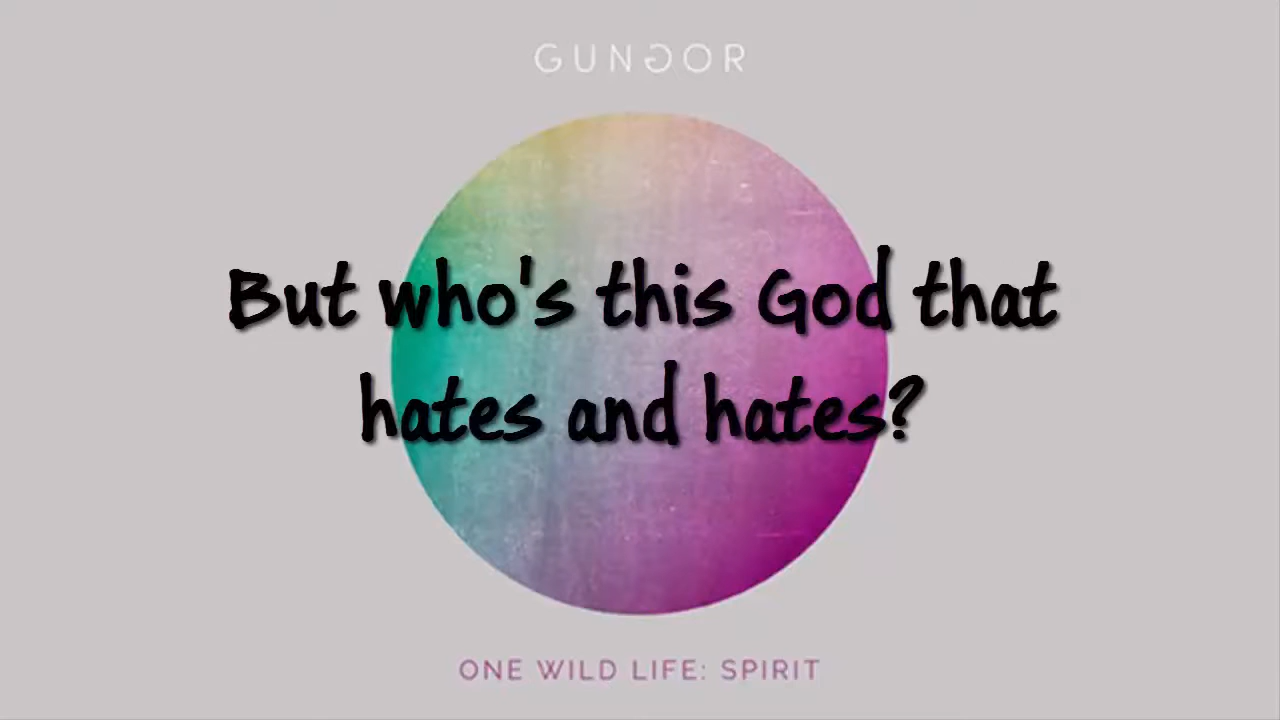 GUNGOR
But who's this God that
hates and hates?
ONE WILD LIFE: SPIRIT